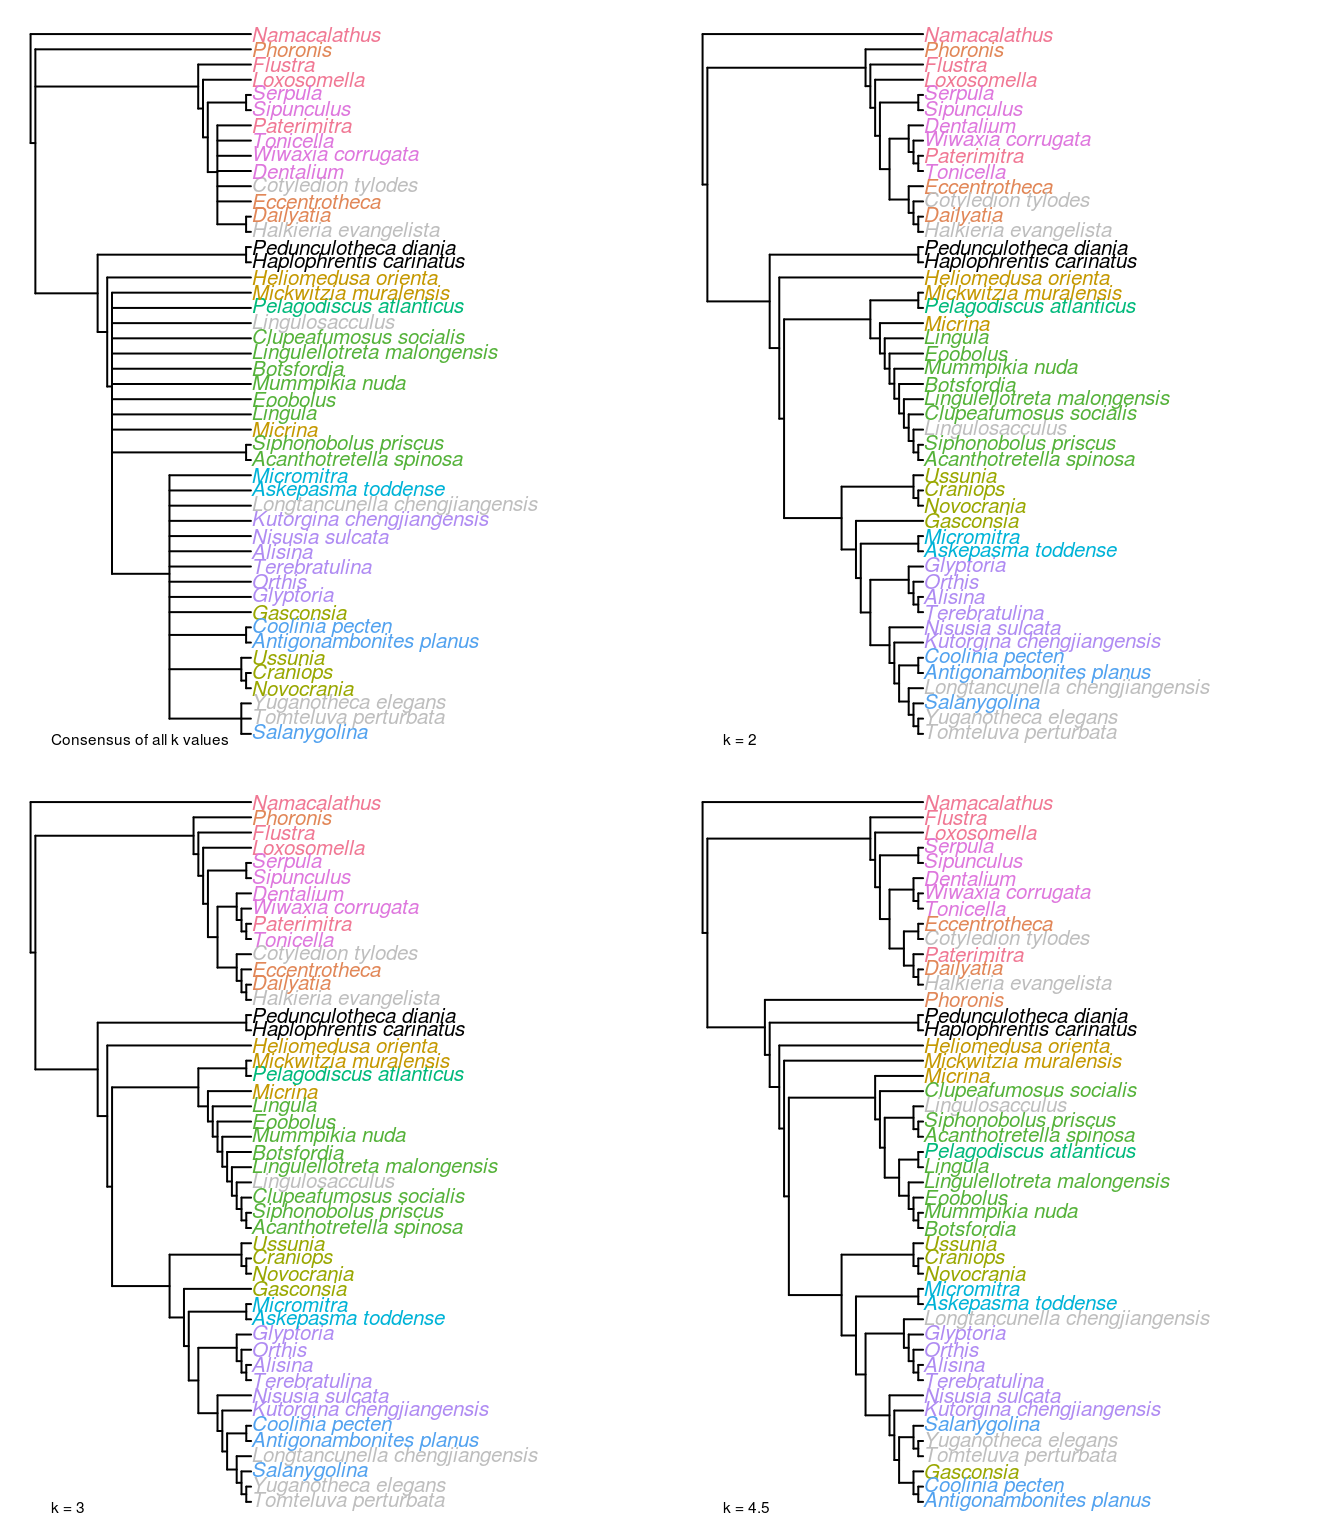 Namacalathus
Phoronis
Flustra
Loxosomella
Serpula
Sipunculus
Paterimitra
Tonicella
Wiwaxia corrugata
Dentalium
Cotyledion tylodes
Eccentrotheca
Dailyatia
Halkieria evangelista
Pedunculotheca diania
Haplophrentis carinatus
Heliomedusa orienta
Mickwitzia muralensis
Pelagodiscus atlanticus
Lingulosacculus
Clupeafumosus socialis
Lingulellotreta malongensis
Botsfordia
Mummpikia nuda
Eoobolus
Lingula
Micrina
Siphonobolus priscus
Acanthotretella spinosa
Micromitra
Askepasma toddense
Longtancunella chengjiangensis
Kutorgina chengjiangensis
Nisusia sulcata
Alisina
Terebratulina
Orthis
Glyptoria
Gasconsia
Coolinia pecten
Antigonambonites planus
Ussunia
Craniops
Novocrania
Yuganotheca elegans
Tomteluva perturbata
Salanygolina
Consensus of all k values
Namacalathus
Phoronis
Flustra
Loxosomella
Serpula
Sipunculus
Dentalium
Wiwaxia corrugata
Paterimitra
Tonicella
Eccentrotheca
Cotyledion tylodes
Dailyatia
Halkieria evangelista
Pedunculotheca diania
Haplophrentis carinatus
Heliomedusa orienta
Mickwitzia muralensis
Pelagodiscus atlanticus
Micrina
Lingula
Eoobolus
Mummpikia nuda
Botsfordia
Lingulellotreta malongensis
Clupeafumosus socialis
Lingulosacculus
Siphonobolus priscus
Acanthotretella spinosa
Ussunia
Craniops
Novocrania
Gasconsia
Micromitra
Askepasma toddense
Glyptoria
Orthis
Alisina
Terebratulina
Nisusia sulcata
Kutorgina chengjiangensis
Coolinia pecten
Antigonambonites planus
Longtancunella chengjiangensis
Salanygolina
Yuganotheca elegans
Tomteluva perturbata
k = 2
Namacalathus
Phoronis
Flustra
Loxosomella
Serpula
Sipunculus
Dentalium
Wiwaxia corrugata
Paterimitra
Tonicella
Cotyledion tylodes
Eccentrotheca
Dailyatia
Halkieria evangelista
Pedunculotheca diania
Haplophrentis carinatus
Heliomedusa orienta
Mickwitzia muralensis
Pelagodiscus atlanticus
Micrina
Lingula
Eoobolus
Mummpikia nuda
Botsfordia
Lingulellotreta malongensis
Lingulosacculus
Clupeafumosus socialis
Siphonobolus priscus
Acanthotretella spinosa
Ussunia
Craniops
Novocrania
Gasconsia
Micromitra
Askepasma toddense
Glyptoria
Orthis
Alisina
Terebratulina
Nisusia sulcata
Kutorgina chengjiangensis
Coolinia pecten
Antigonambonites planus
Longtancunella chengjiangensis
Salanygolina
Yuganotheca elegans
Tomteluva perturbata
k = 3
Namacalathus
Flustra
Loxosomella
Serpula
Sipunculus
Dentalium
Wiwaxia corrugata
Tonicella
Eccentrotheca
Cotyledion tylodes
Paterimitra
Dailyatia
Halkieria evangelista
Phoronis
Pedunculotheca diania
Haplophrentis carinatus
Heliomedusa orienta
Mickwitzia muralensis
Micrina
Clupeafumosus socialis
Lingulosacculus
Siphonobolus priscus
Acanthotretella spinosa
Pelagodiscus atlanticus
Lingula
Lingulellotreta malongensis
Eoobolus
Mummpikia nuda
Botsfordia
Ussunia
Craniops
Novocrania
Micromitra
Askepasma toddense
Longtancunella chengjiangensis
Glyptoria
Orthis
Alisina
Terebratulina
Nisusia sulcata
Kutorgina chengjiangensis
Salanygolina
Yuganotheca elegans
Tomteluva perturbata
Gasconsia
Coolinia pecten
Antigonambonites planus
k = 4.5